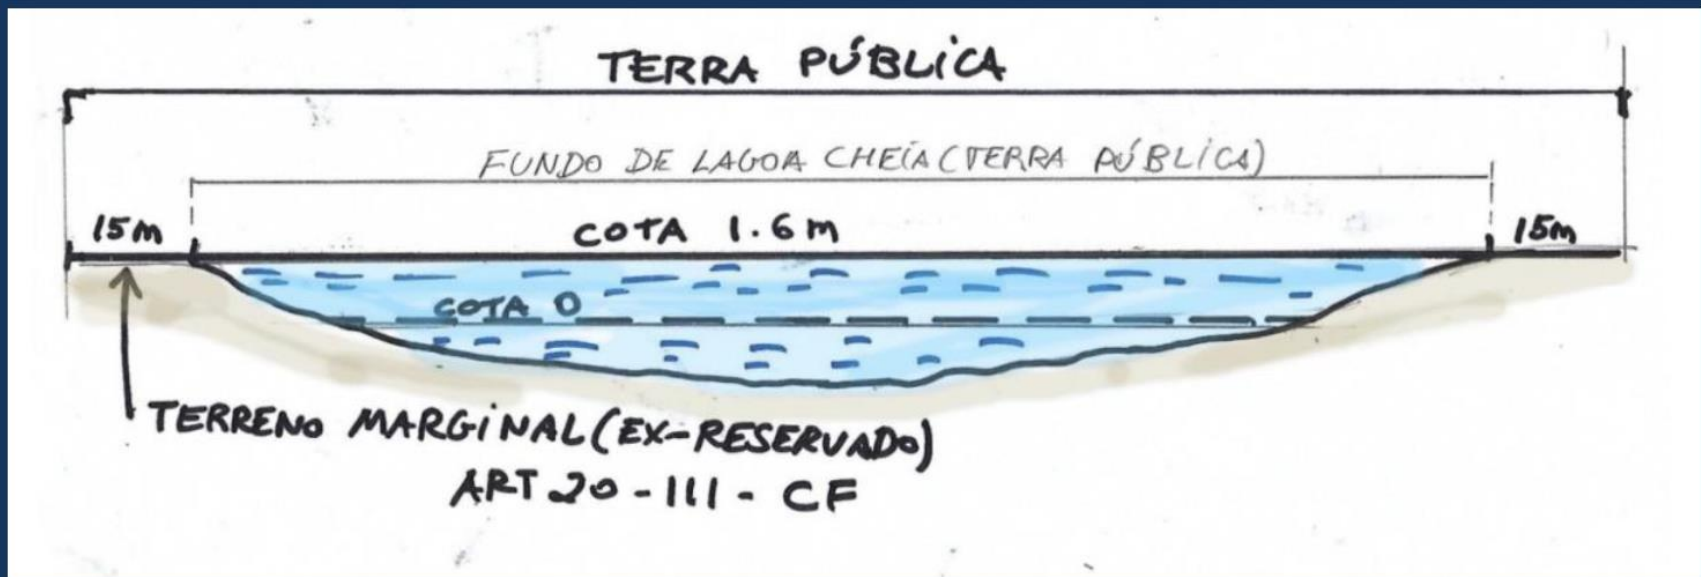 TERRA PÚBLICA
FUNDO DE LAGOA CHEIA (TERRA PÚBLICA)
15m
COTA 1.6m
15m
COTA 0
TERRENO MARGINAL (EX-RESERVADO)
ART 20-III-CF